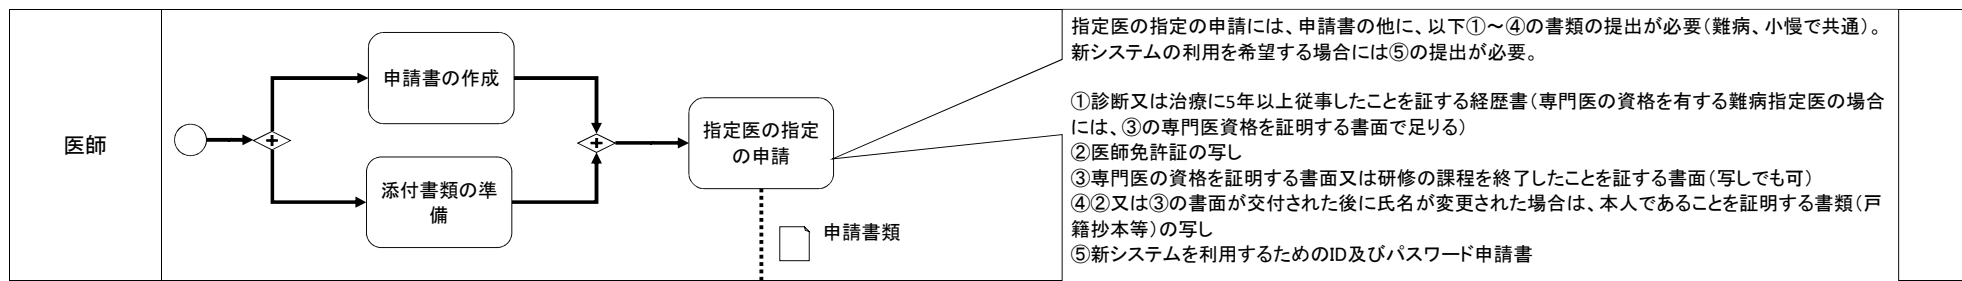 医師
申請書の作成
添付書類の準
備
指定医の指定
の申請
申請書類
指定医の指定の申請には、申請書の他に、以下①～④の書類の提出が必要（難病、小慢で共通）。
新システムの利用を希望する場合には⑤の提出が必要。
①診断又は治療に5年以上従事したことを証する経歴書（専門医の資格を有する難病指定医の場合
には、③の専門医資格を証明する書面で足りる）
②医師免許証の写し
③専門医の資格を証明する書面又は研修の課程を終了したことを証する書面（写しでも可）
④②又は③の書面が交付された後に氏名が変更された場合は、本人であることを証明する書類（戸
籍抄本等）の写し
⑤新システムを利用するためのID及びパスワード申請書